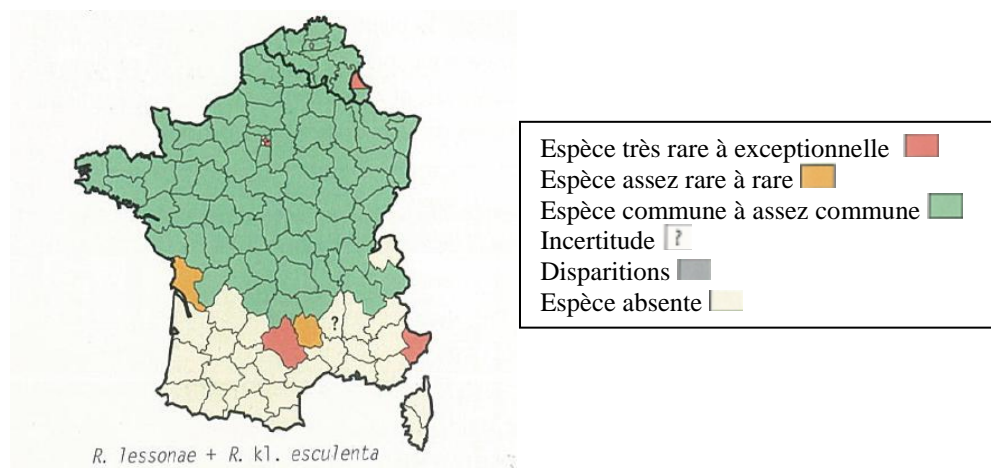 ?
R. lessonae + R. kl. esculenta
Espèce très rare à exceptionnelle
Espèce assez rare à rare
Espèce commune à assez commune
Incertitude ?
Disparitions
Espèce absente